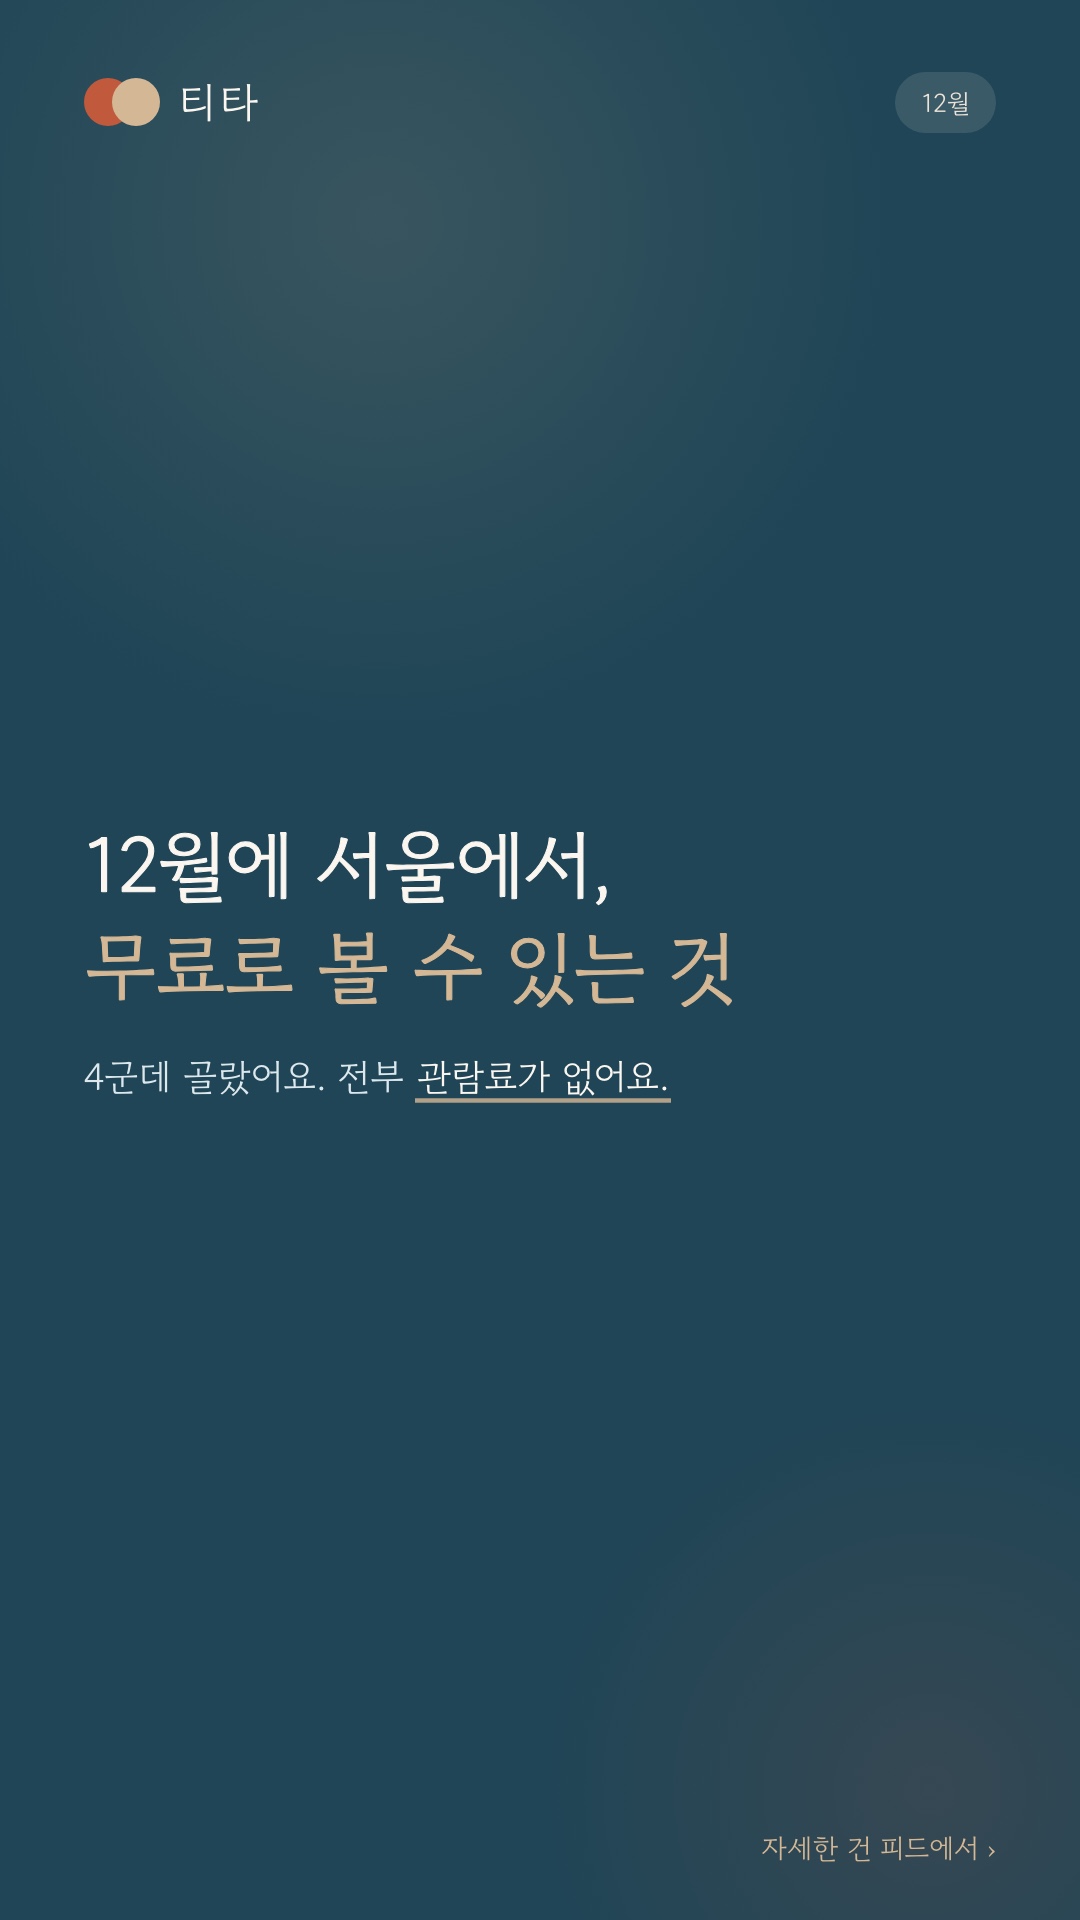 티타
12월
12월에 서울에서,
무료로 볼 수 있는 것
4군데 골랐어요. 전부 관람료가 없어요.
자세한 건 피드에서 ›